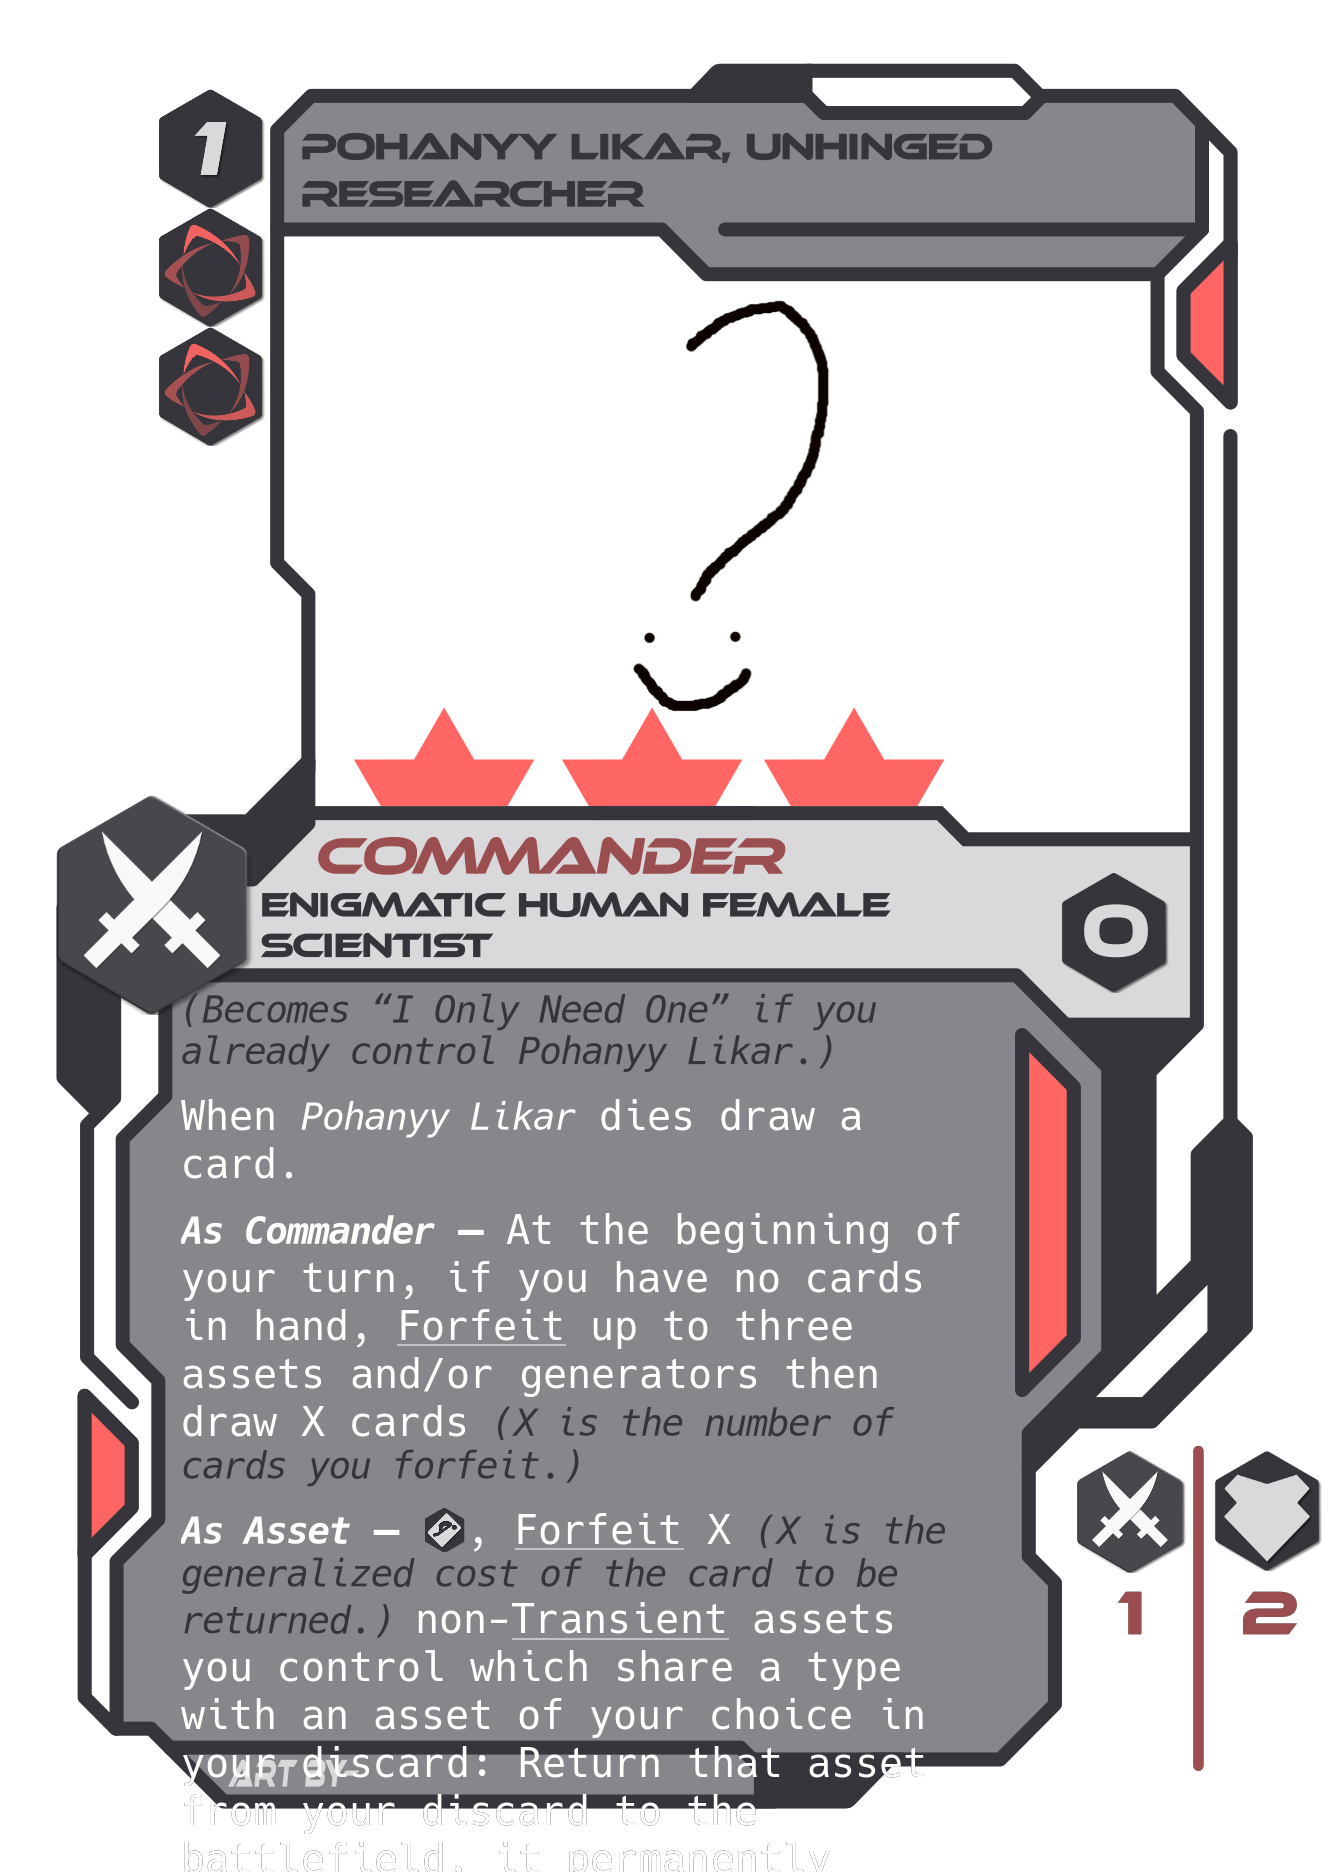 1
POHANYY LIKAR, UNHINGED
RESEARCHER
COMMANDER
ENIGMATIC HUMAN FEMALE
SCIENTIST
0
(Becomes “I Only Need One” if you
already control Pohanyy Likar.)
When Pohanyy Likar dies draw a
card.
As Commander – At the beginning of
your turn, if you have no cards
in hand, Forfeit up to three
assets and/or generators then
draw X cards (X is the number of
cards you forfeit.)
As Asset – , Forfeit X (X is the
generalized cost of the card to be
returned.) non-Transient assets
you control which share a type
with an asset of your choice in
your discard: Return that asset
from your discard to the
battlefield, it permanently
ART BY-
1
2